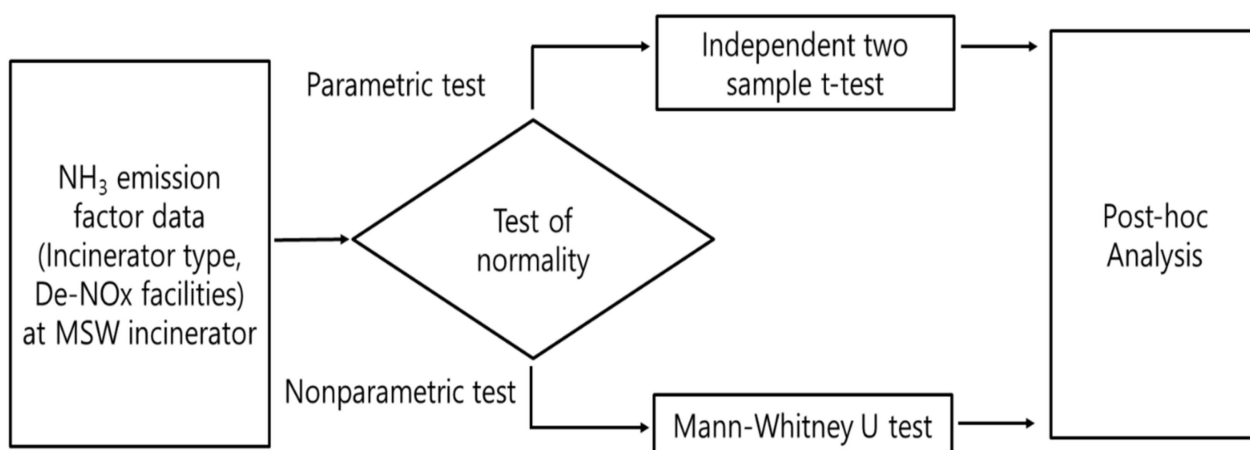 NH₃ emission
factor data
(Incinerator type,
De-NOx facilities)
at MSW incinerator
Parametric test
Test of
normality
Nonparametric test
Independent two
sample t-test
Mann-Whitney U test
Post-hoc
Analysis